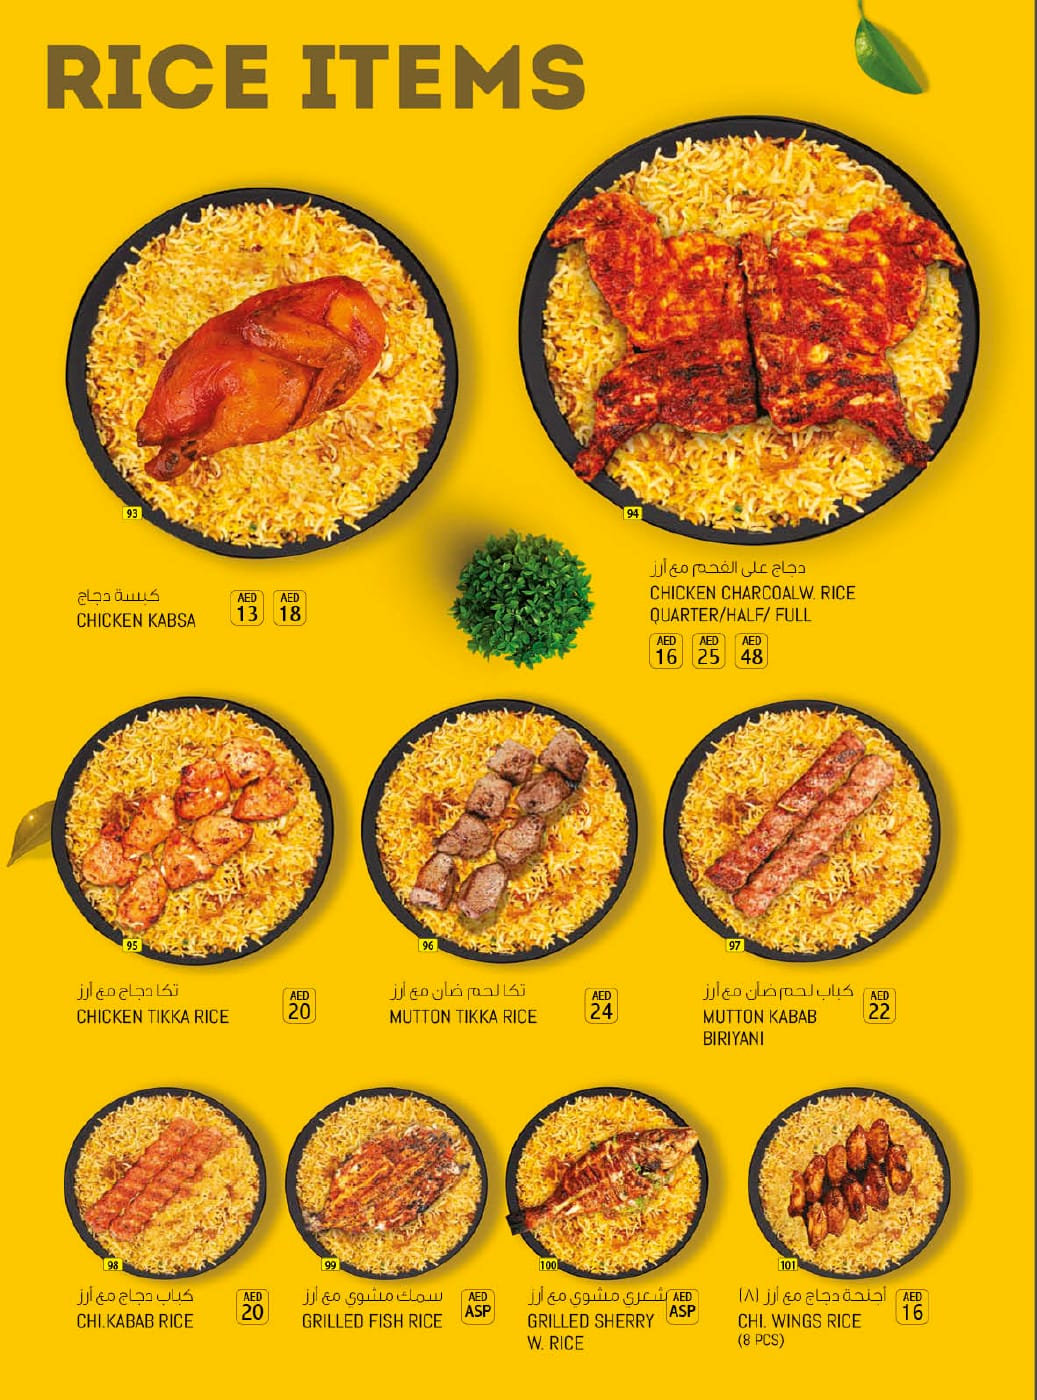 RICE ITEMS
93
94
كبسة دجاج
CHICKEN KABSA
AED
13
AED
18
دجاج على الفحم مع أرز
CHICKEN CHARCOALW. RICE
QUARTER/HALF/ FULL
AED
16
AED
25
AED
48
95
تكا دجاج مع أرز
CHICKEN TIKKA RICE
AED
20
96
تكا لحم ضأن مع أرز
MUTTON TIKKA RICE
AED
24
97
كباب لحم ضأن مع أرز
MUTTON KABAB
BIRIYANI
AED
22
98
كباب دجاج مع أرز
CHI.KABAB RICE
AED
20
99
سمك مشوي مع أرز
GRILLED FISH RICE
AED
ASP
100
شعري مشوي مع أرز
GRILLED SHERRY
W. RICE
AED
ASP
101
أجنحة دجاج مع أرز (٨)
CHI. WINGS RICE
(8 PCS)
AED
16